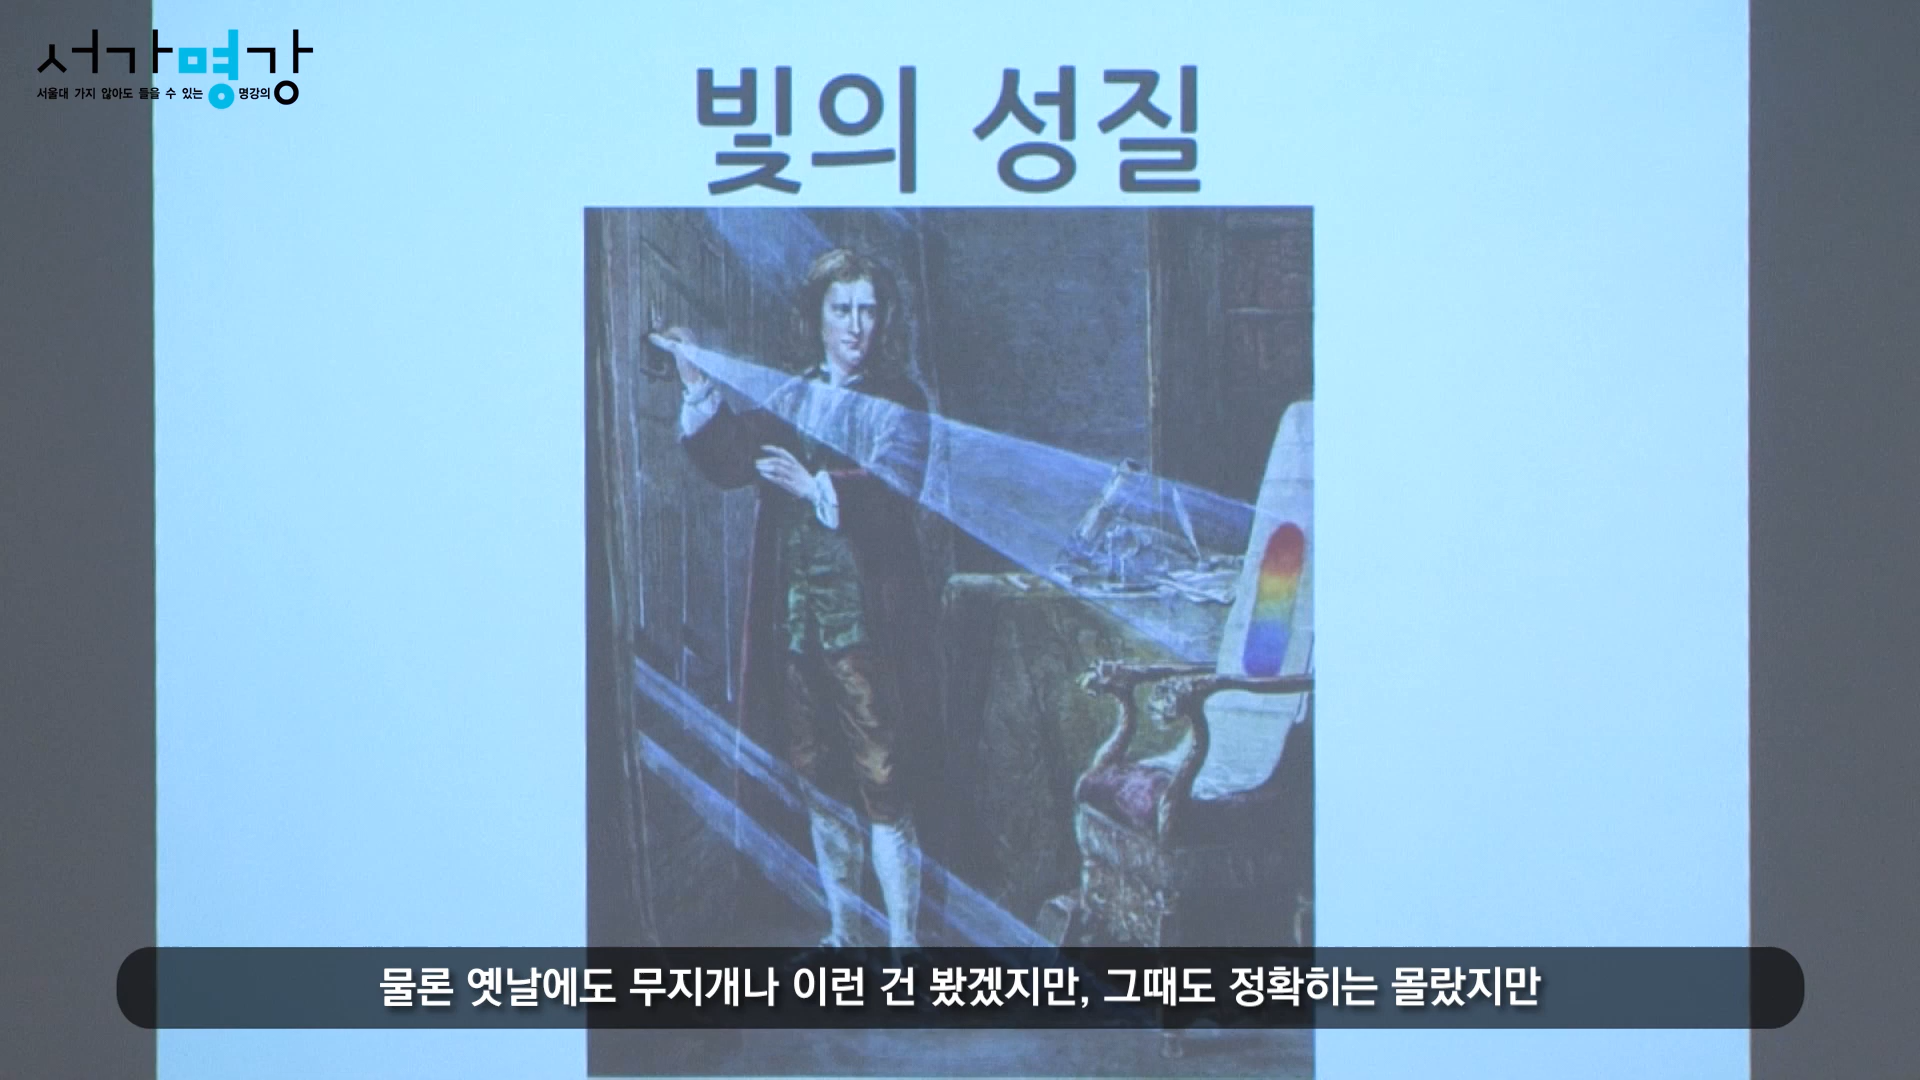 서가명강
서울대 가지 않아도 들을 수 있는 명강의
빛의 성질
물론 옛날에도 무지개나 이런 건 봤겠지만, 그때도 정확히는 몰랐지만